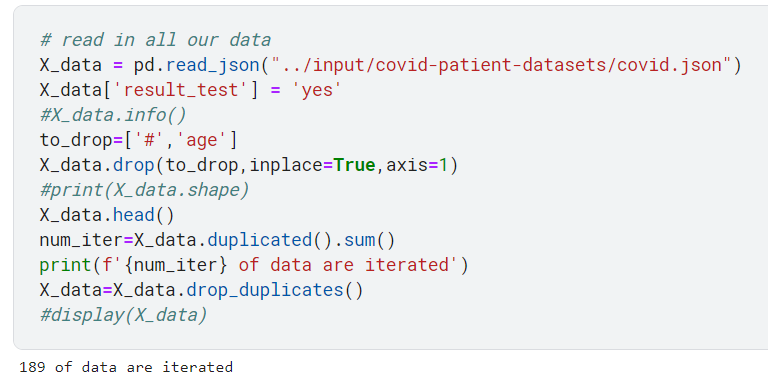 # read in all our data
X_data = pd.read_json("../input/covid-patient-datasets/covid.json")
X_data['result_test'] = 'yes'
#X_data.info()
to_drop=['#','age']
X_data.drop(to_drop,inplace=True,axis=1)
#print(X_data.shape)
X_data.head()
num_iter=X_data.duplicated().sum()
print(f'{num_iter} of data are iterated')
X_data=X_data.drop_duplicates()
#display(X_data)
189 of data are iterated